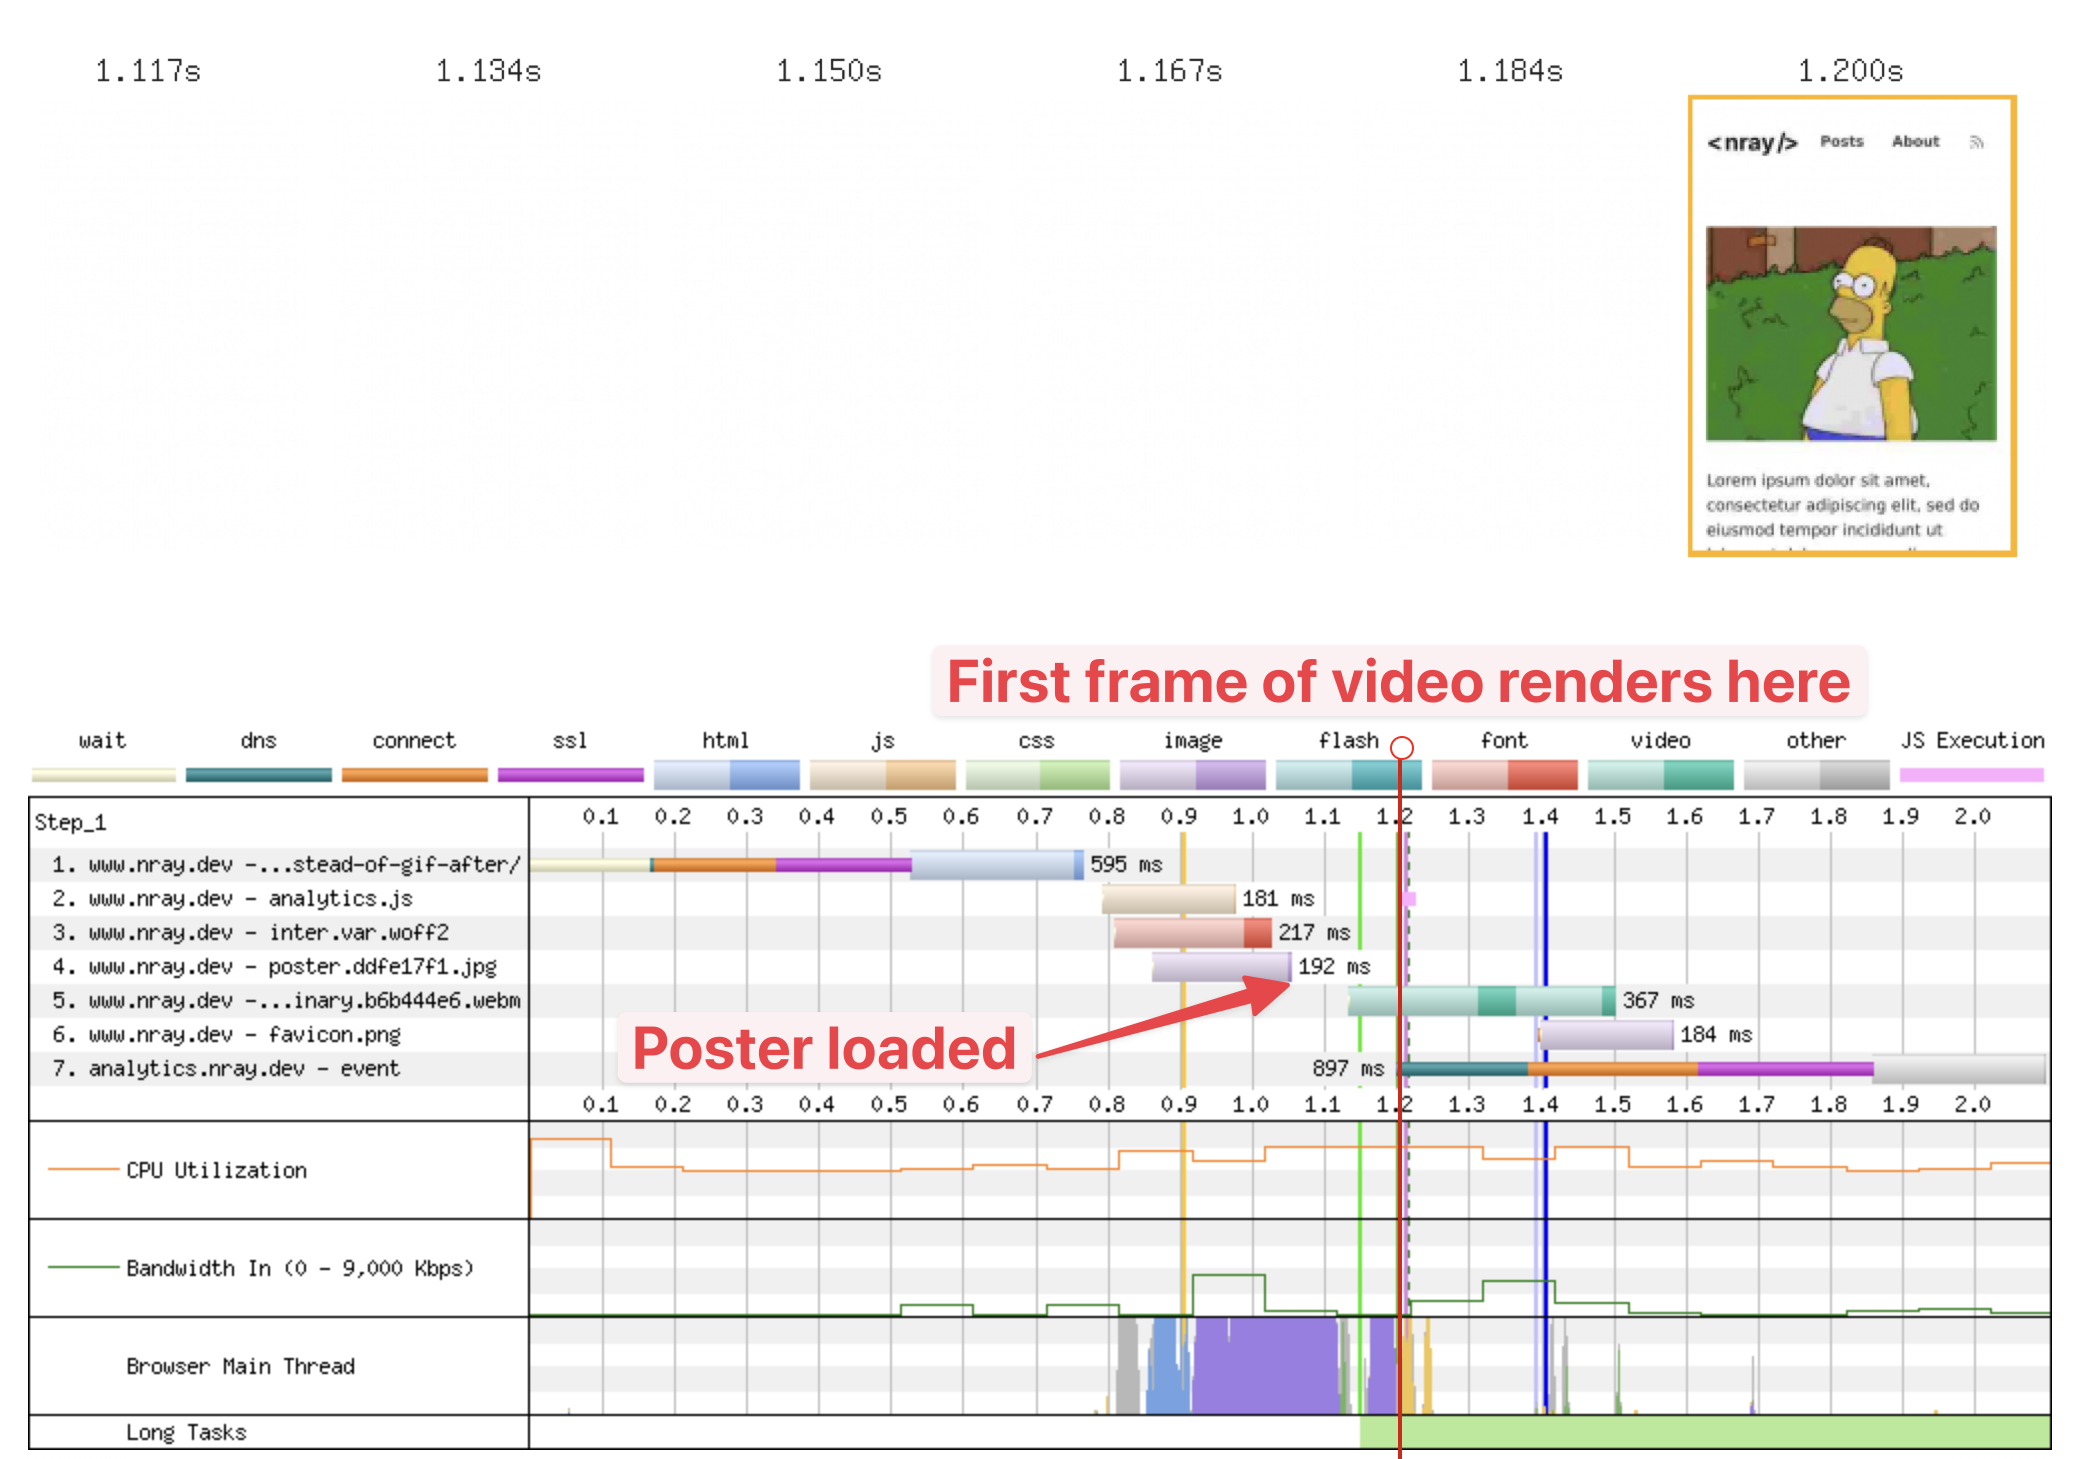 1.117s 1.134s 1.150s 1.167s 1.184s 1.200s
<nray/> Posts About
Lorem ipsum dolor sit amet,
consectetur adipiscing elit, sed do
eiusmod tempor incididunt ut
First frame of video renders here
wait dns connect ssl html js css image flash font video other JS Execution
Step_1 0.1 0.2 0.3 0.4 0.5 0.6 0.7 0.8 0.9 1.0 1.1 1.2 1.3 1.4 1.5 1.6 1.7 1.8 1.9 2.0
1. www.nray.dev -...stead-of-gif-after/ 595 ms
2. www.nray.dev - analytics.js 181 ms
3. www.nray.dev - inter.var.woff2 217 ms
4. www.nray.dev - poster.ddfe17f1.jpg 192 ms
5. www.nray.dev -...inary.b6b444e6.webm 367 ms
6. www.nray.dev - favicon.png 184 ms
Poster loaded
7. analytics.nray.dev - event 897 ms
0.1 0.2 0.3 0.4 0.5 0.6 0.7 0.8 0.9 1.0 1.1 1.2 1.3 1.4 1.5 1.6 1.7 1.8 1.9 2.0
CPU Utilization
Bandwidth In (0 - 9,000 Kbps)
Browser Main Thread
Long Tasks